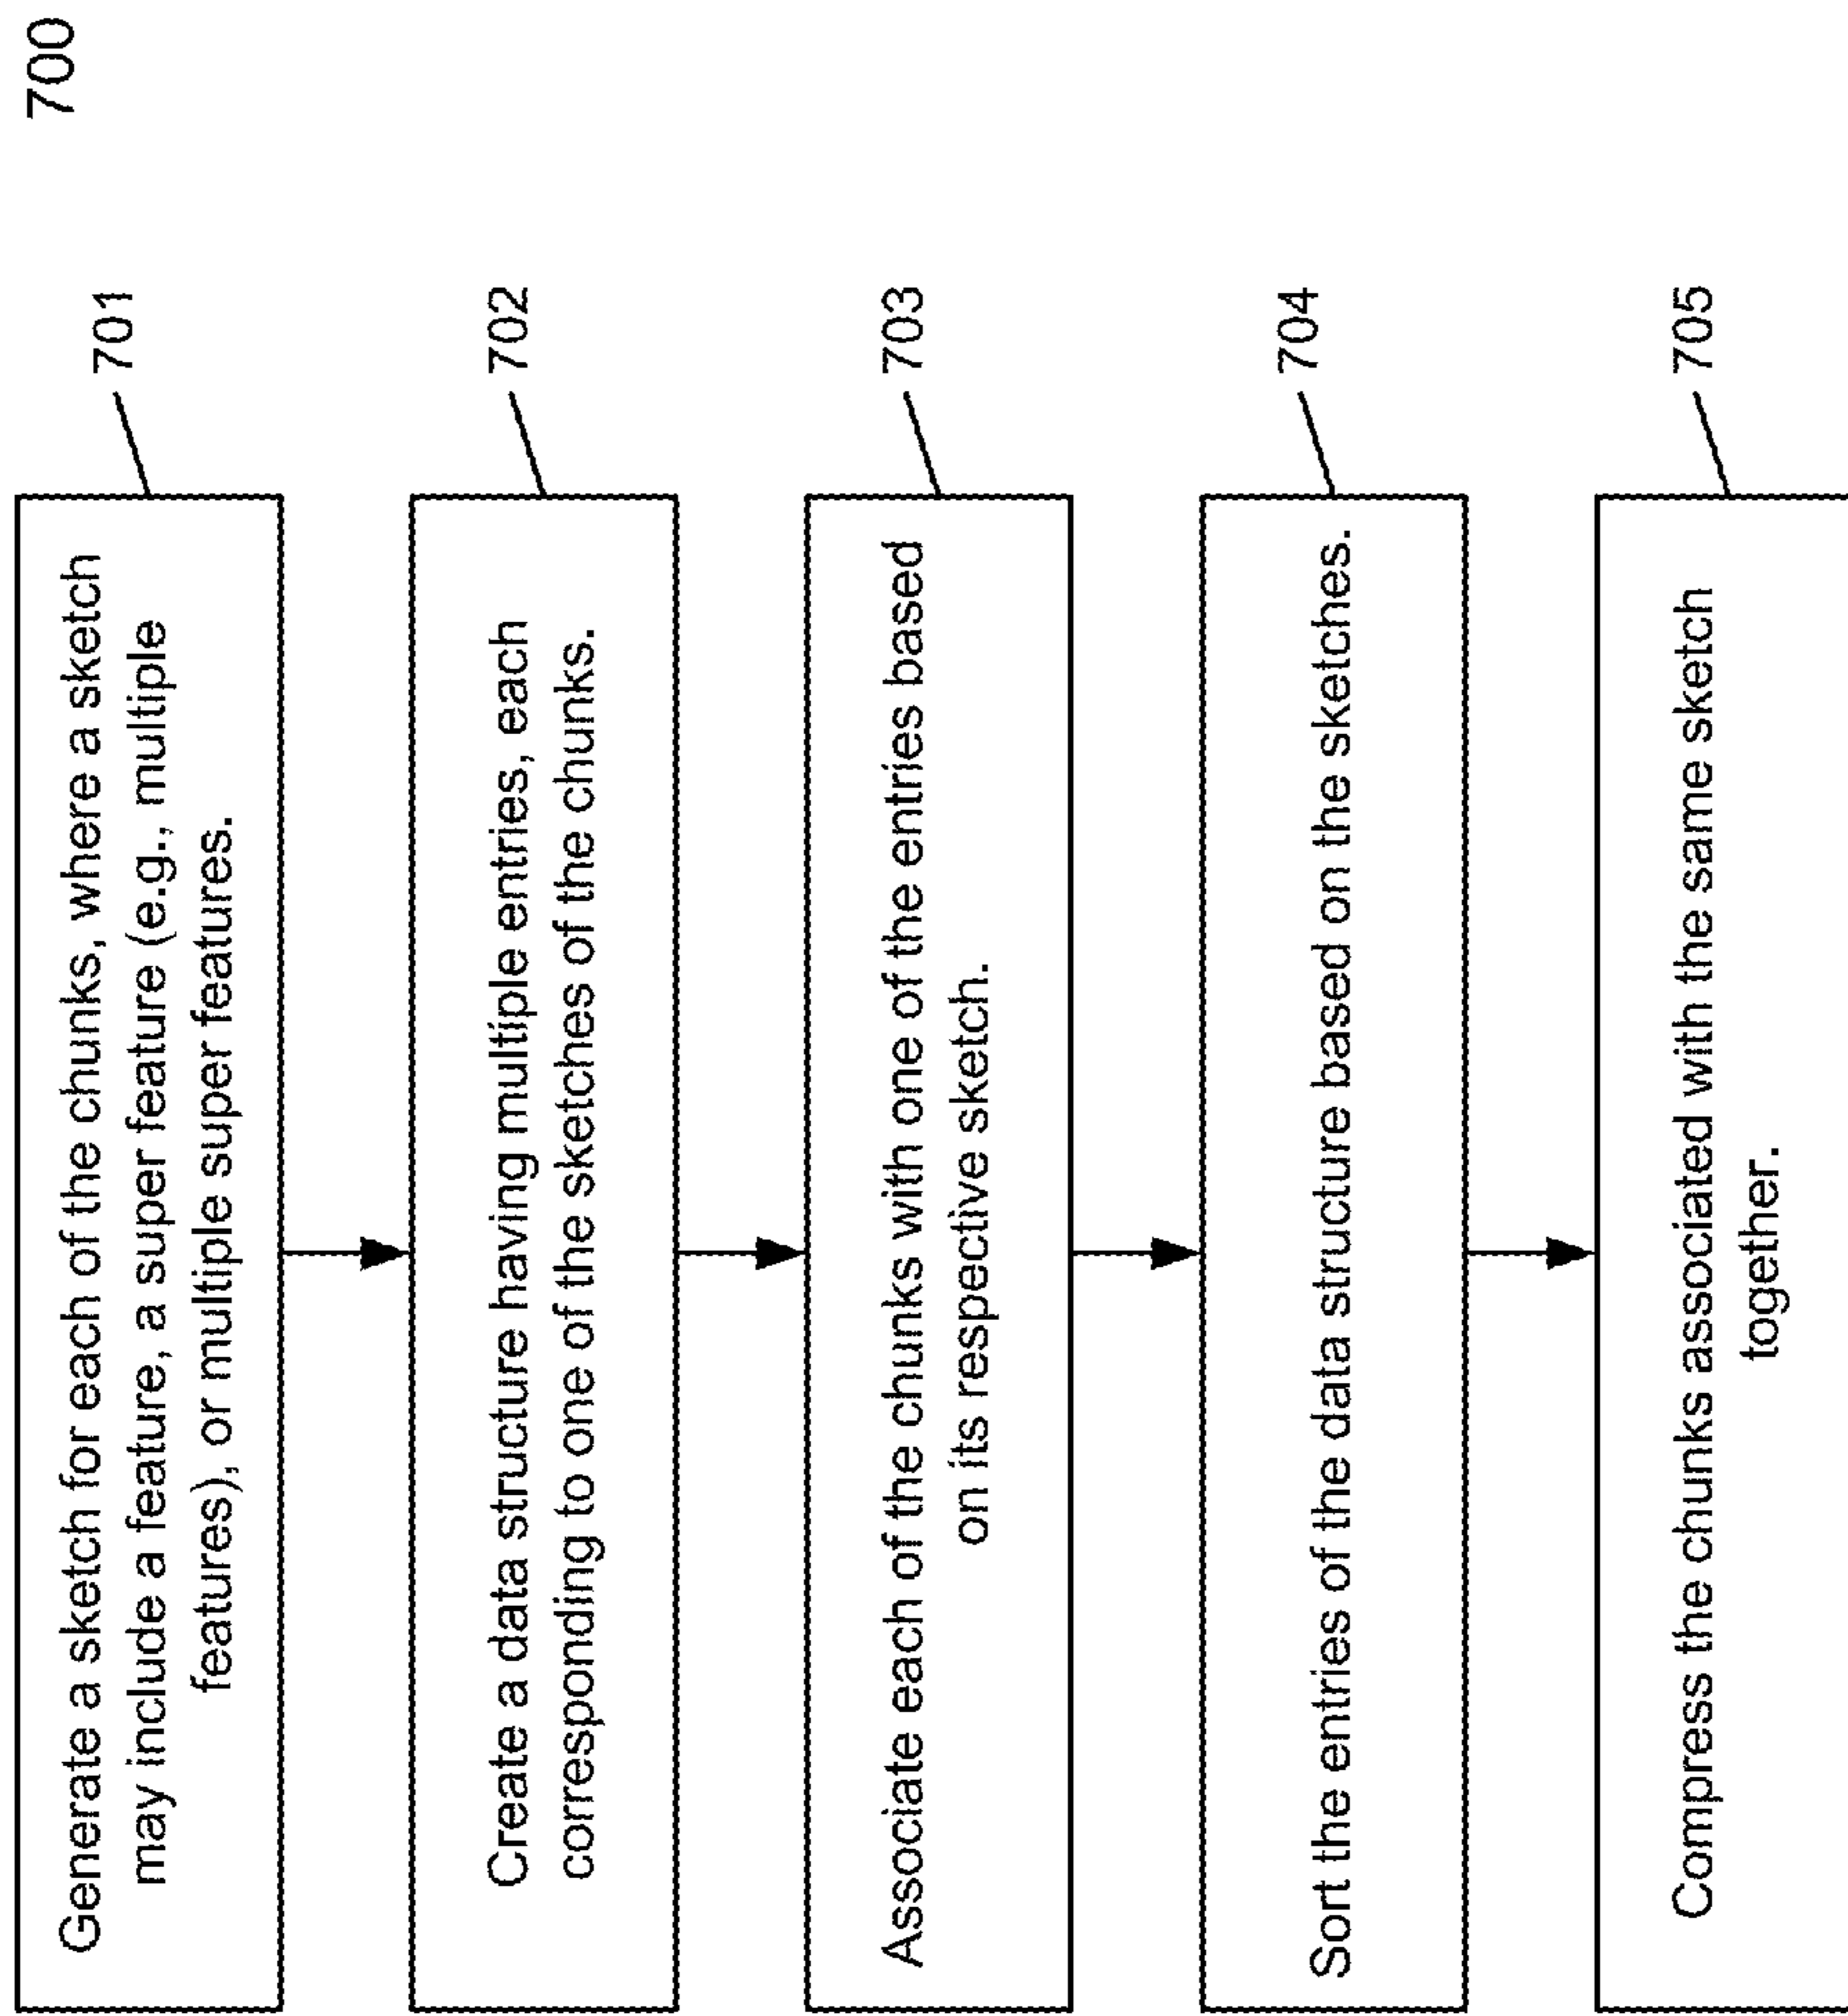 700
Generate a sketch for each of the chunks, where a sketch
may include a feature, a super feature (e.g., multiple
features), or multiple super features.
701
Create a data structure having multiple entries, each
corresponding to one of the sketches of the chunks.
702
Associate each of the chunks with one of the entries based
on its respective sketch.
703
Sort the entries of the data structure based on the sketches.
704
Compress the chunks associated with the same sketch
together.
705